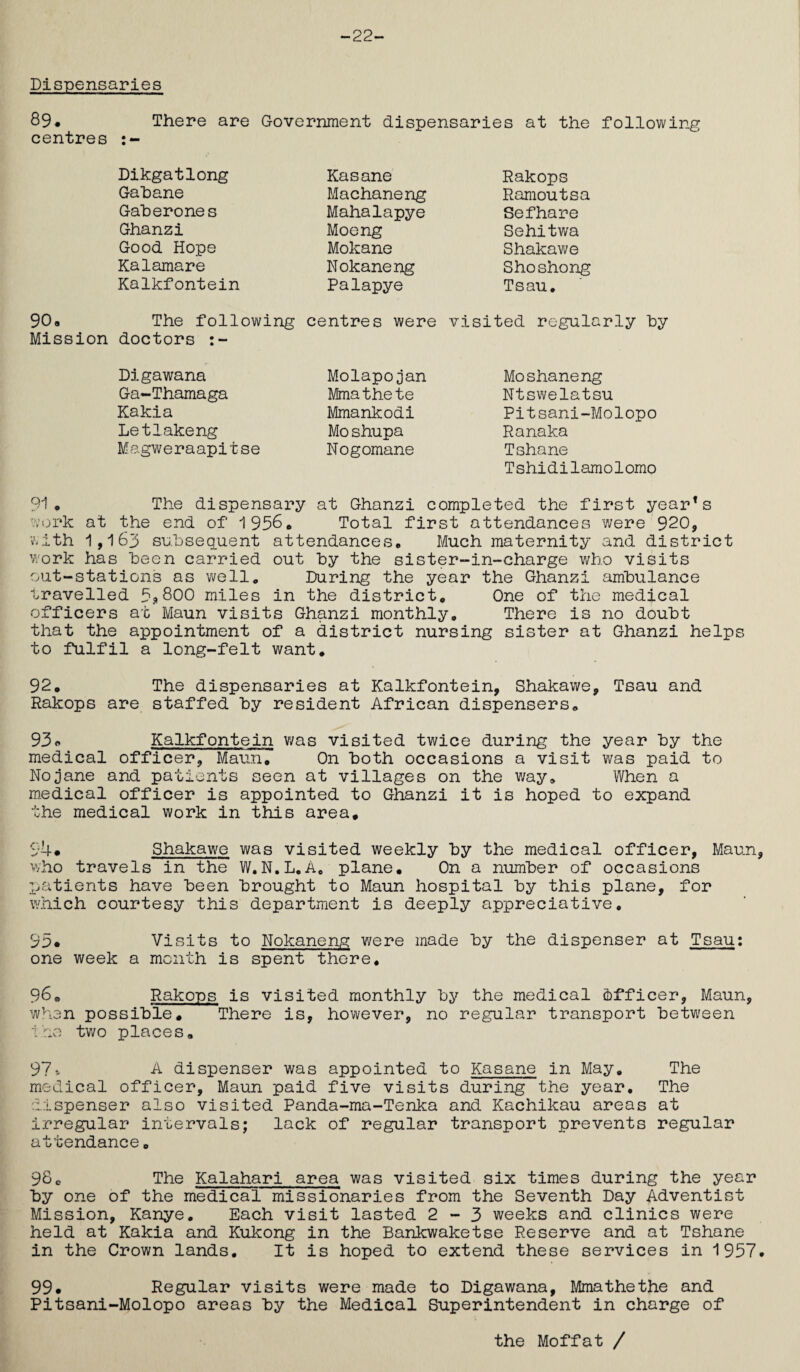 -22-
Dispensaries
89. There are Government dispensaries at the following
centres :-
Dikgatlong Kasane Rakops
Gabane Machaneng Ramoutsa
Gaberones Mahalapye Sefhare
Ghanzi Moeng Sehitwa
Good Hope Mokane Shakawe
Kalamare Nokaneng Shoshong
Kalkfontein Palapye Tsau.
90. The following centres were visited regularly by
Mission doctors :-
Digawana Molapojan Moshaneng
Ga-Thamaga Mmathete Ntswelatsu
Kakia Mmankodi Pitsani-Molopo
Letlakeng Moshupa Ranaka
Magweraapitse Nogomane Tshane
Tshidilamolomo
91. The dispensary at Ghanzi completed the first year's
work at the end of 1956. Total first attendances were 920,
with 1,163 subsequent attendances. Much maternity and district
work has been carried out by the sister-in-charge who visits
out-stations as well. During the year the Ghanzi ambulance
travelled 5,800 miles in the district. One of the medical
officers at Maun visits Ghanzi monthly. There is no doubt
that the appointment of a district nursing sister at Ghanzi helps
to fulfil a long-felt want.
92. The dispensaries at Kalkfontein, Shakawe, Tsau and
Rakops are staffed by resident African dispensers.
93. Kalkfontein was visited twice during the year by the
medical officer, Maun. On both occasions a visit was paid to
Nojane and patients seen at villages on the way. When a
medical officer is appointed to Ghanzi it is hoped to expand
the medical work in this area.
94. Shakawe was visited weekly by the medical officer, Maun,
who travels in the W.N.L.A. plane. On a number of occasions
patients have been brought to Maun hospital by this plane, for
which courtesy this department is deeply appreciative.
95. Visits to Nokaneng were made by the dispenser at Tsau:
one week a month is spent there.
96. Rakops is visited monthly by the medical officer, Maun,
when possible. There is, however, no regular transport between
the two places.
97. A dispenser was appointed to Kasane in May. The
medical officer, Maun paid five visits during the year. The
dispenser also visited Panda-ma-Tenka and Kachikau areas at
irregular intervals; lack of regular transport prevents regular
attendance.
98. The Kalahari area was visited six times during the year
by one of the medical missionaries from the Seventh Day Adventist
Mission, Kanye. Each visit lasted 2 - 3 weeks and clinics were
held at Kakia and Kukong in the Bankwaketse Reserve and at Tshane
in the Crown lands. It is hoped to extend these services in 1957.
99. Regular visits were made to Digawana, Mmathethe and
Pitsani-Molopo areas by the Medical Superintendent in charge of
the Moffat /